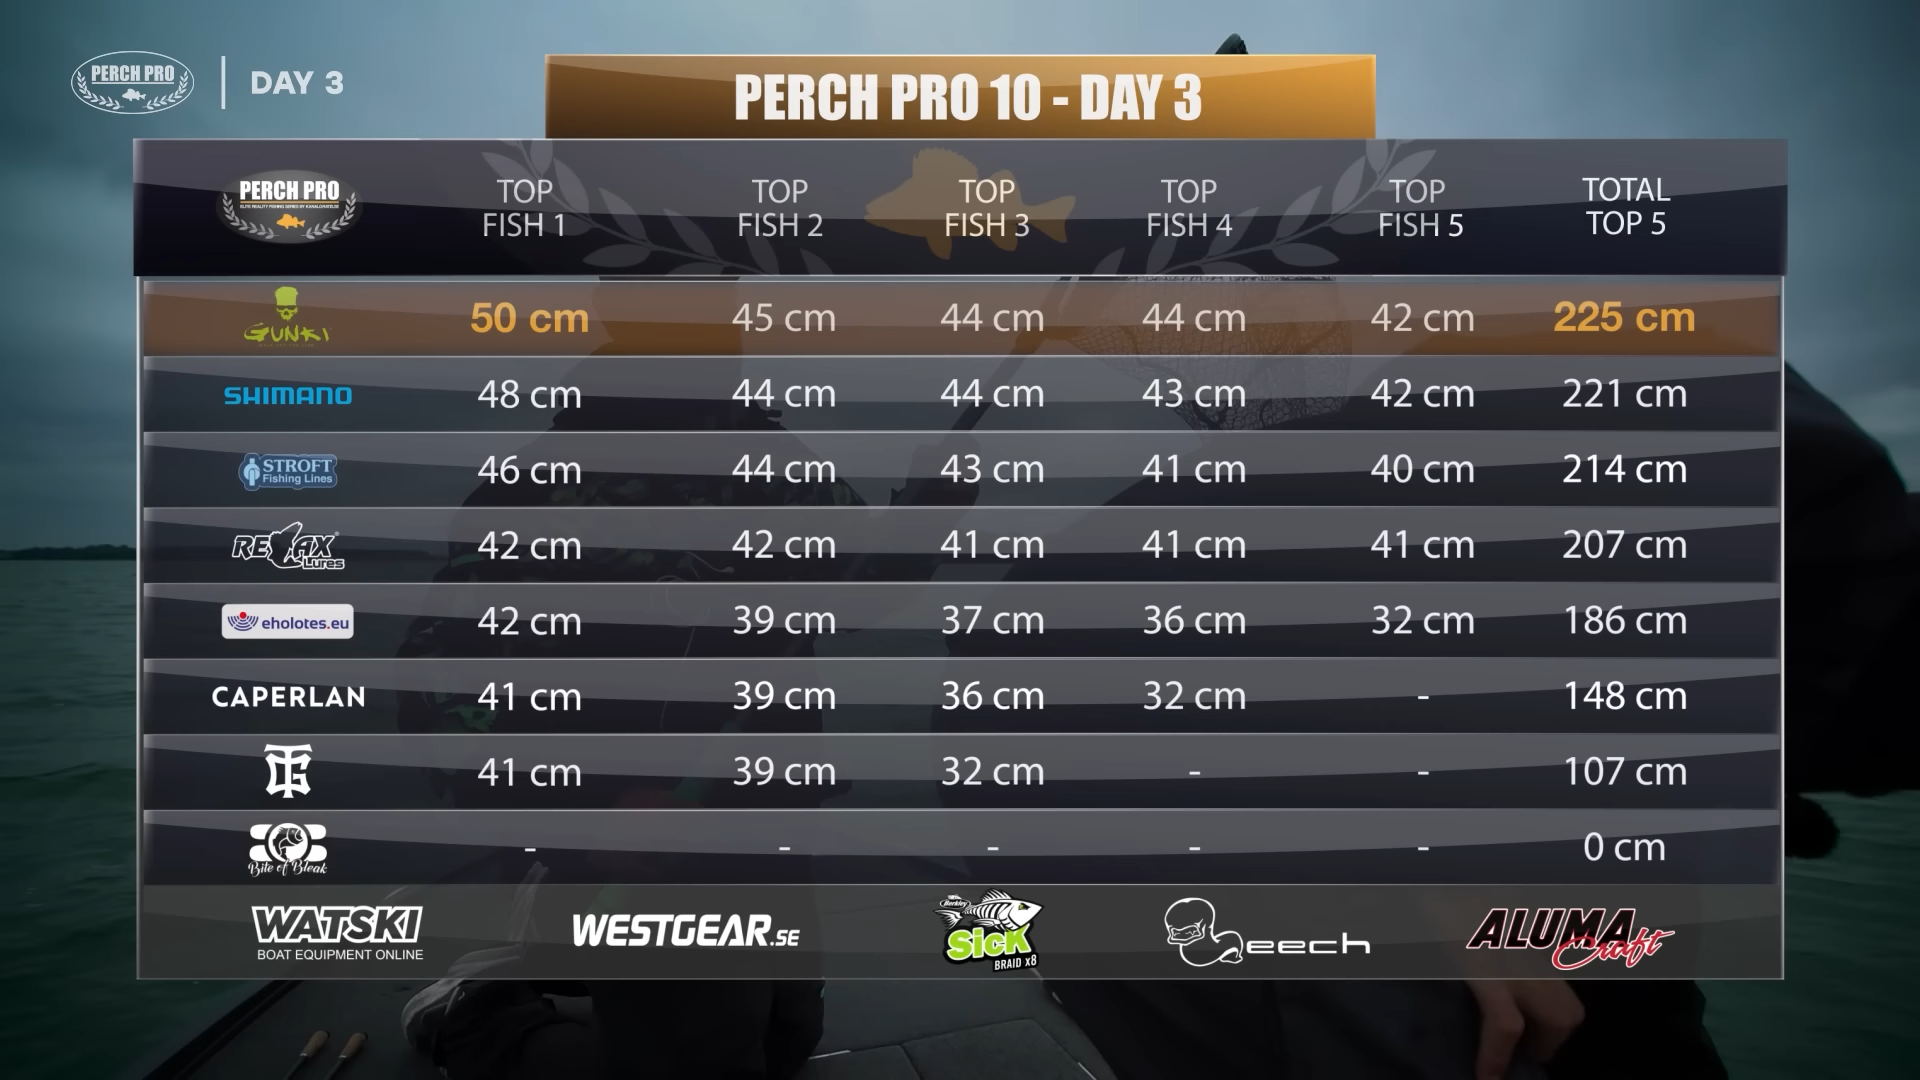 PERCH PRO
DAY 3
PERCH PRO 10 - DAY 3
PERCH PRO
TOP FISH 1
TOP FISH 2
TOP FISH 3
TOP FISH 4
TOP FISH 5
TOTAL TOP 5
GUNKI 50 cm 45 cm 44 cm 44 cm 42 cm 225 cm
SHIMANO 48 cm 44 cm 44 cm 43 cm 42 cm 221 cm
STROFT Fishing Lines 46 cm 44 cm 43 cm 41 cm 40 cm 214 cm
RELAX Lures 42 cm 42 cm 41 cm 41 cm 41 cm 207 cm
eholotes.eu 42 cm 39 cm 37 cm 36 cm 32 cm 186 cm
CAPERLAN 41 cm 39 cm 36 cm 32 cm - 148 cm
TG 41 cm 39 cm 32 cm - - 107 cm
Bite of Bleak - - - - - 0 cm
WATSKI
BOAT EQUIPMENT ONLINE
WESTGEAR.SE
Berkley
SicK
BRAID x8
eech
ALUMA
Craft